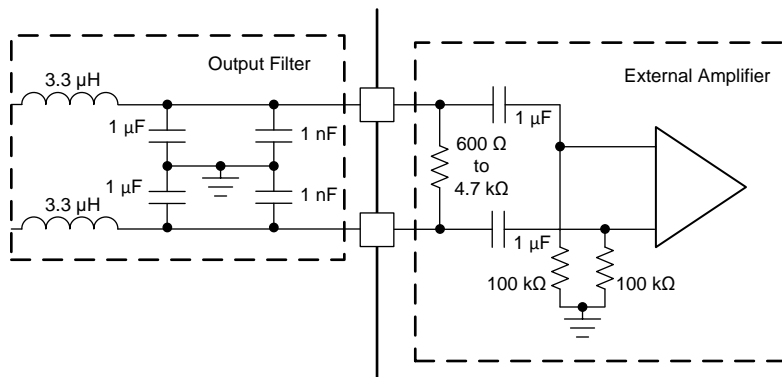 Output Filter
External Amplifier
3.3 µH
1 µF
1 nF
1 µF
600 Ω
to
4.7 kΩ
1 µF
1 nF
3.3 µH
1 µF
100 kΩ
100 kΩ